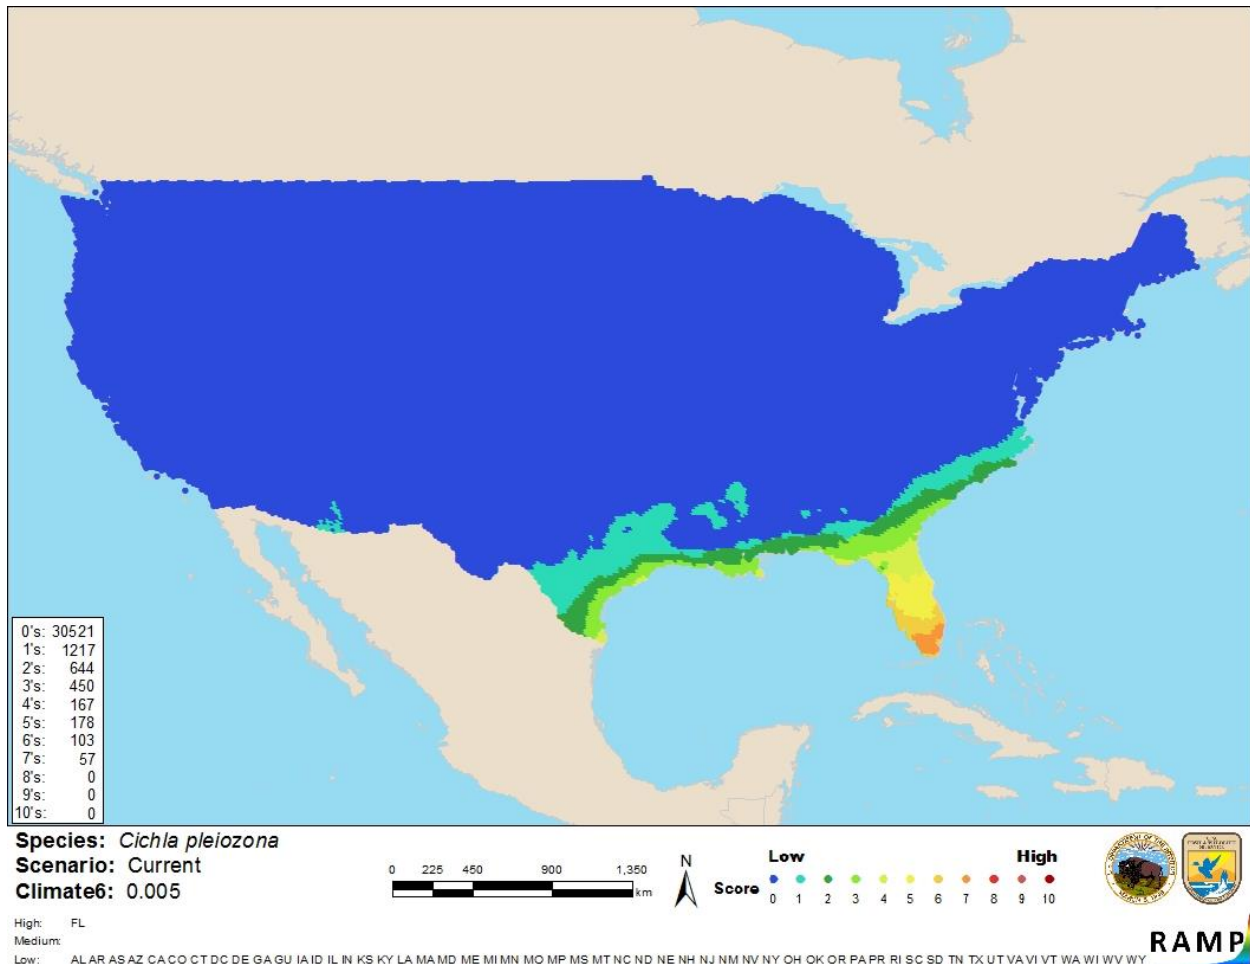 0's: 30521
1's: 1217
2's: 644
3's: 450
4's: 167
5's: 178
6's: 103
7's: 57
8's: 0
9's: 0
10's: 0
Species: Cichla pleiozona
Scenario: Current
Climate6: 0.005
0 225 450 900 1,350
km
N
Low High
Score
0 1 2 3 4 5 6 7 8 9 10
High: FL
Medium:
Low: AL AR AS AZ CA CO CT DC DE GA GU IA ID IL IN KS KY LA MA MD ME MI MN MO MP MS MT NC ND NE NH NJ NM NV NY OH OK OR PA PR RI SC SD TN TX UT VA VI VT WA WI WV WY
RAMP